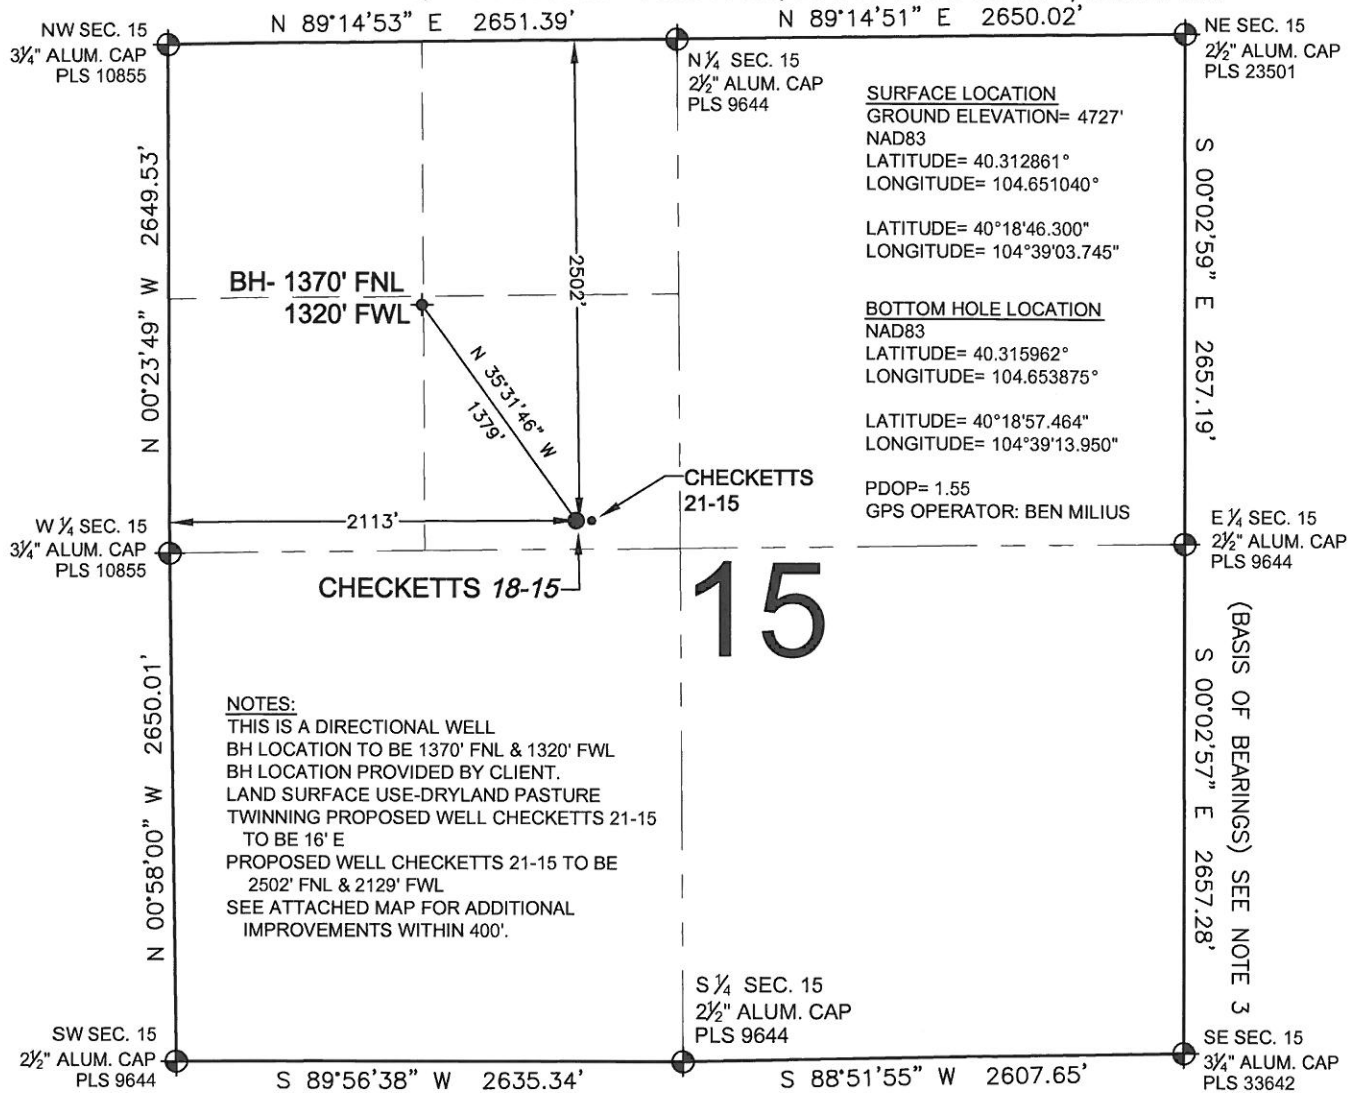 N 89°14'53" E 2651.39'
N 89°14'51" E 2650.02'
NW SEC. 15
3¼" ALUM. CAP
PLS 10855
N ¼ SEC. 15
2½" ALUM. CAP
PLS 9644
NE SEC. 15
2½" ALUM. CAP
PLS 23501
SURFACE LOCATION
GROUND ELEVATION= 4727'
NAD83
LATITUDE= 40.312861°
LONGITUDE= 104.651040°
LATITUDE= 40°18'46.300"
LONGITUDE= 104°39'03.745"
BOTTOM HOLE LOCATION
NAD83
LATITUDE= 40.315962°
LONGITUDE= 104.653875°
LATITUDE= 40°18'57.464"
LONGITUDE= 104°39'13.950"
PDOP= 1.55
GPS OPERATOR: BEN MILIUS
N 00°23'49" W 2649.53'
S 00°02'59" E 2657.19'
2502'
BH- 1370' FNL
1320' FWL
N 35°31'46" W
1379'
CHECKETTS
21-15
2113'
W ¼ SEC. 15
3¼" ALUM. CAP
PLS 10855
E ¼ SEC. 15
2½" ALUM. CAP
PLS 9644
CHECKETTS 18-15
15
N 00°58'00" W 2650.01'
S 00°02'57" E 2657.28'
(BASIS OF BEARINGS) SEE NOTE 3
NOTES:
THIS IS A DIRECTIONAL WELL
BH LOCATION TO BE 1370' FNL & 1320' FWL
BH LOCATION PROVIDED BY CLIENT.
LAND SURFACE USE-DRYLAND PASTURE
TWINNING PROPOSED WELL CHECKETTS 21-15
TO BE 16' E
PROPOSED WELL CHECKETTS 21-15 TO BE
2502' FNL & 2129' FWL
SEE ATTACHED MAP FOR ADDITIONAL
IMPROVEMENTS WITHIN 400'.
SW SEC. 15
2½" ALUM. CAP
PLS 9644
S ¼ SEC. 15
2½" ALUM. CAP
PLS 9644
SE SEC. 15
3¼" ALUM. CAP
PLS 33642
S 89°56'38" W 2635.34'
S 88°51'55" W 2607.65'